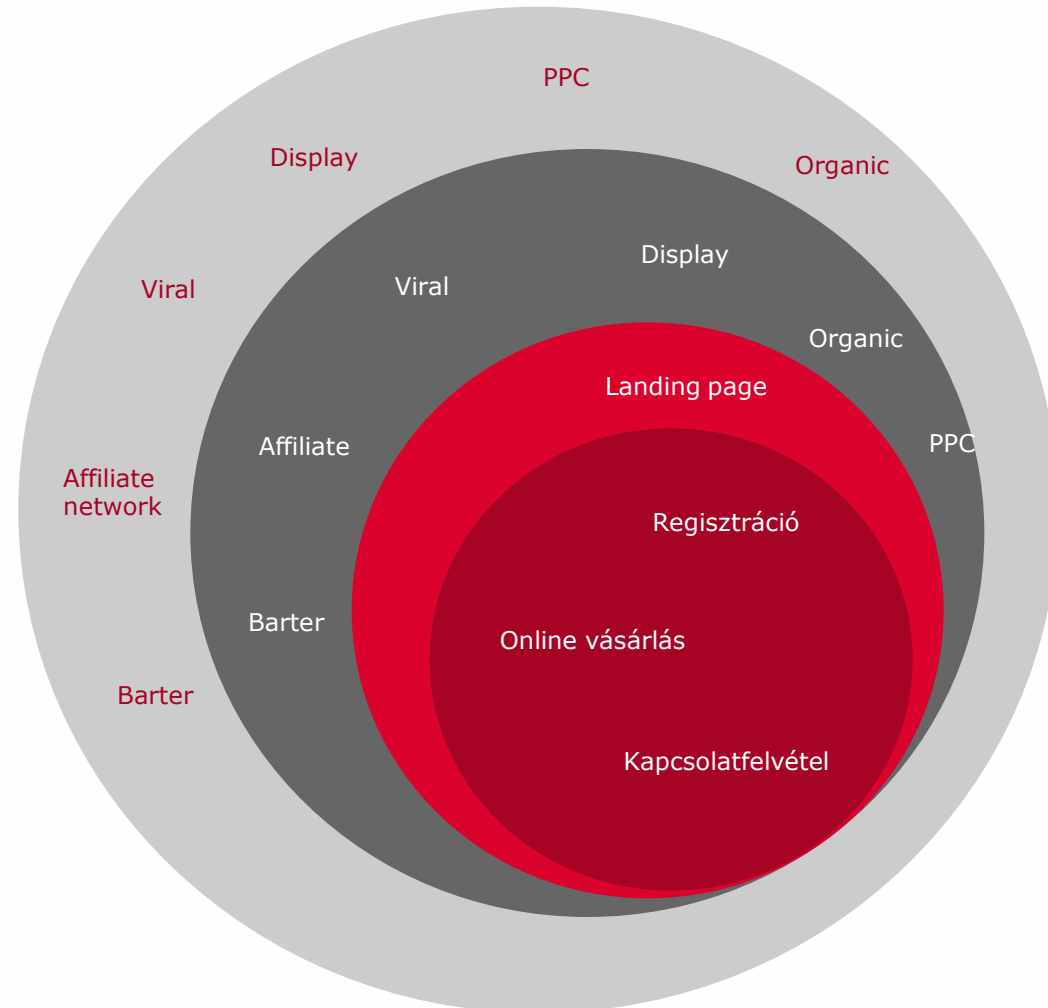 PPC
Display
Organic
Viral
Affiliate
network
Barter
Display
Viral
Organic
Affiliate
PPC
Barter
Landing page
Regisztráció
Online vásárlás
Kapcsolatfelvétel